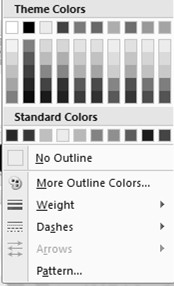 Theme Colors
Standard Colors
No Outline
More Outline Colors...
Weight
Dashes
Arrows
Pattern...